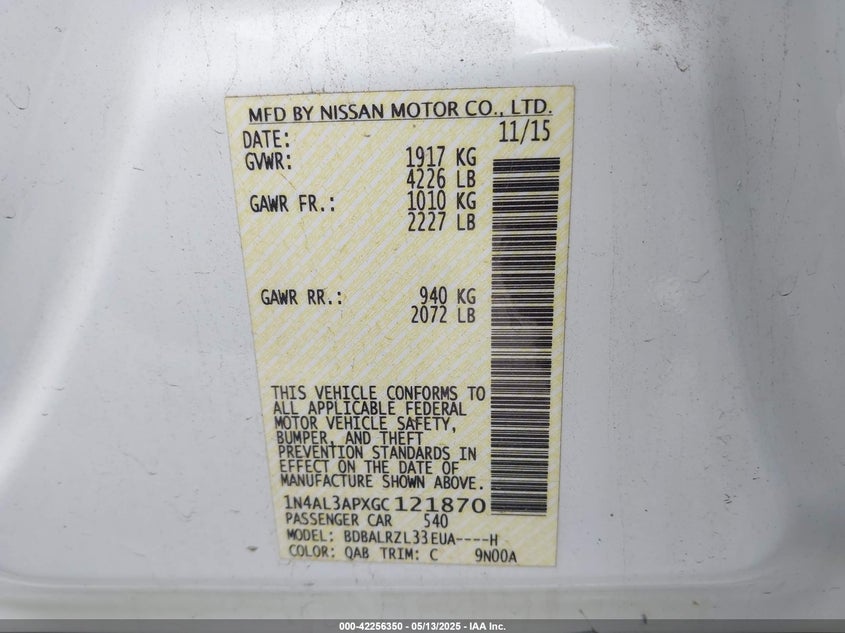 MFD BY NISSAN MOTOR CO., LTD.
DATE: 11/15
GVWR: 1917 KG
4226 LB
GAWR FR.: 1010 KG
2227 LB
GAWR RR.: 940 KG
2072 LB
THIS VEHICLE CONFORMS TO
ALL APPLICABLE FEDERAL
MOTOR VEHICLE SAFETY,
BUMPER, AND THEFT
PREVENTION STANDARDS IN
EFFECT ON THE DATE OF
MANUFACTURE SHOWN ABOVE.
1N4AL3APXGC121870
PASSENGER CAR 540
MODEL: BDBALRZL33EUA----H
COLOR: QAB TRIM: C 9N00A
000-42256350 - 05/13/2025 - IAA Inc.